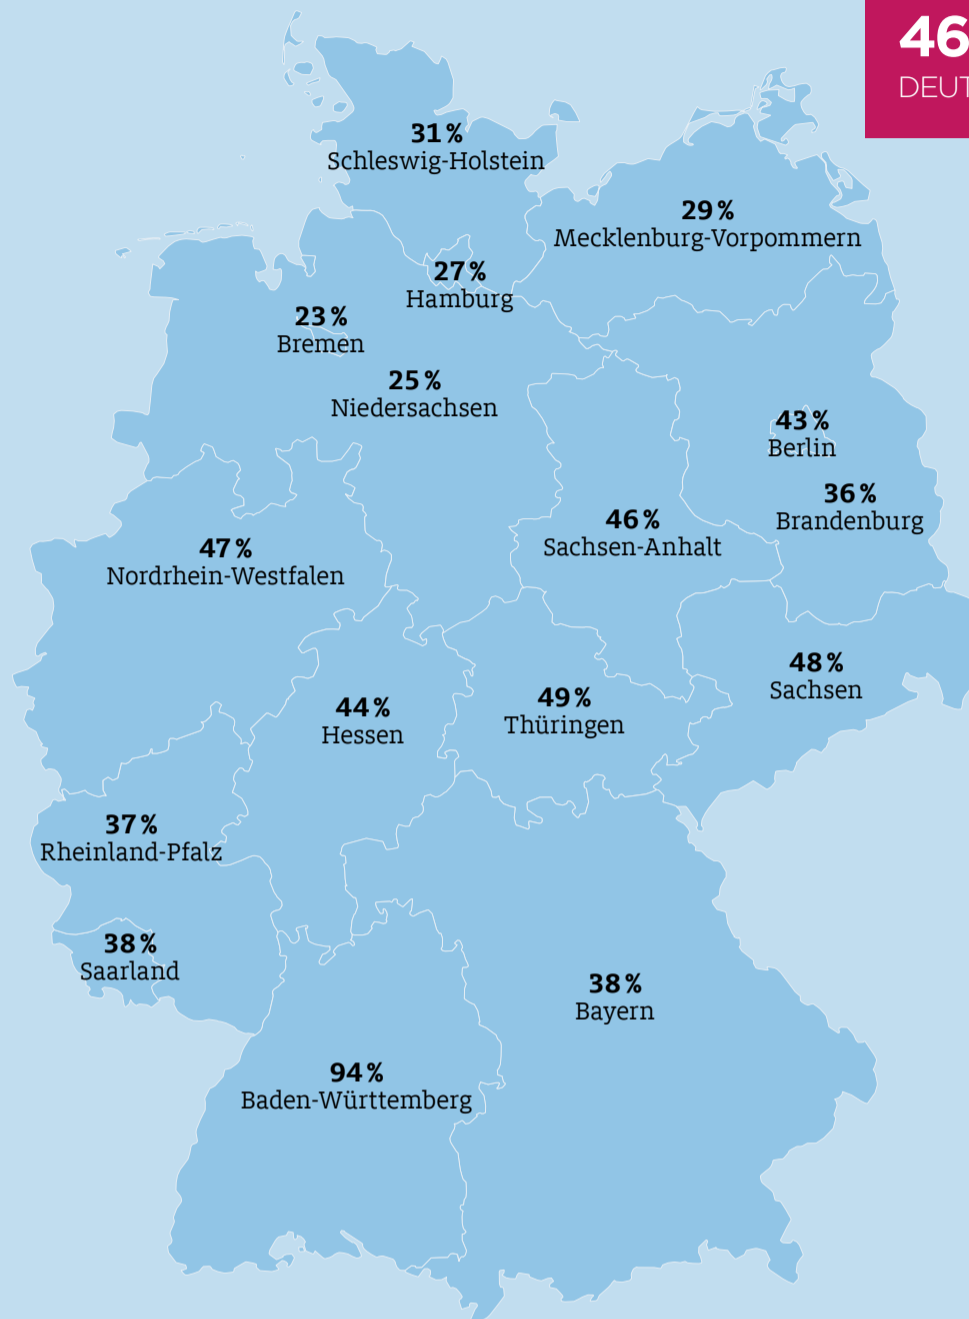 46
DEUT
31 %
Schleswig-Holstein
29 %
Mecklenburg-Vorpommern
27 %
Hamburg
23 %
Bremen
25 %
Niedersachsen
43 %
Berlin
36 %
Brandenburg
46 %
Sachsen-Anhalt
47 %
Nordrhein-Westfalen
48 %
Sachsen
49 %
Thüringen
44 %
Hessen
37 %
Rheinland-Pfalz
38 %
Saarland
38 %
Bayern
94 %
Baden-Württemberg